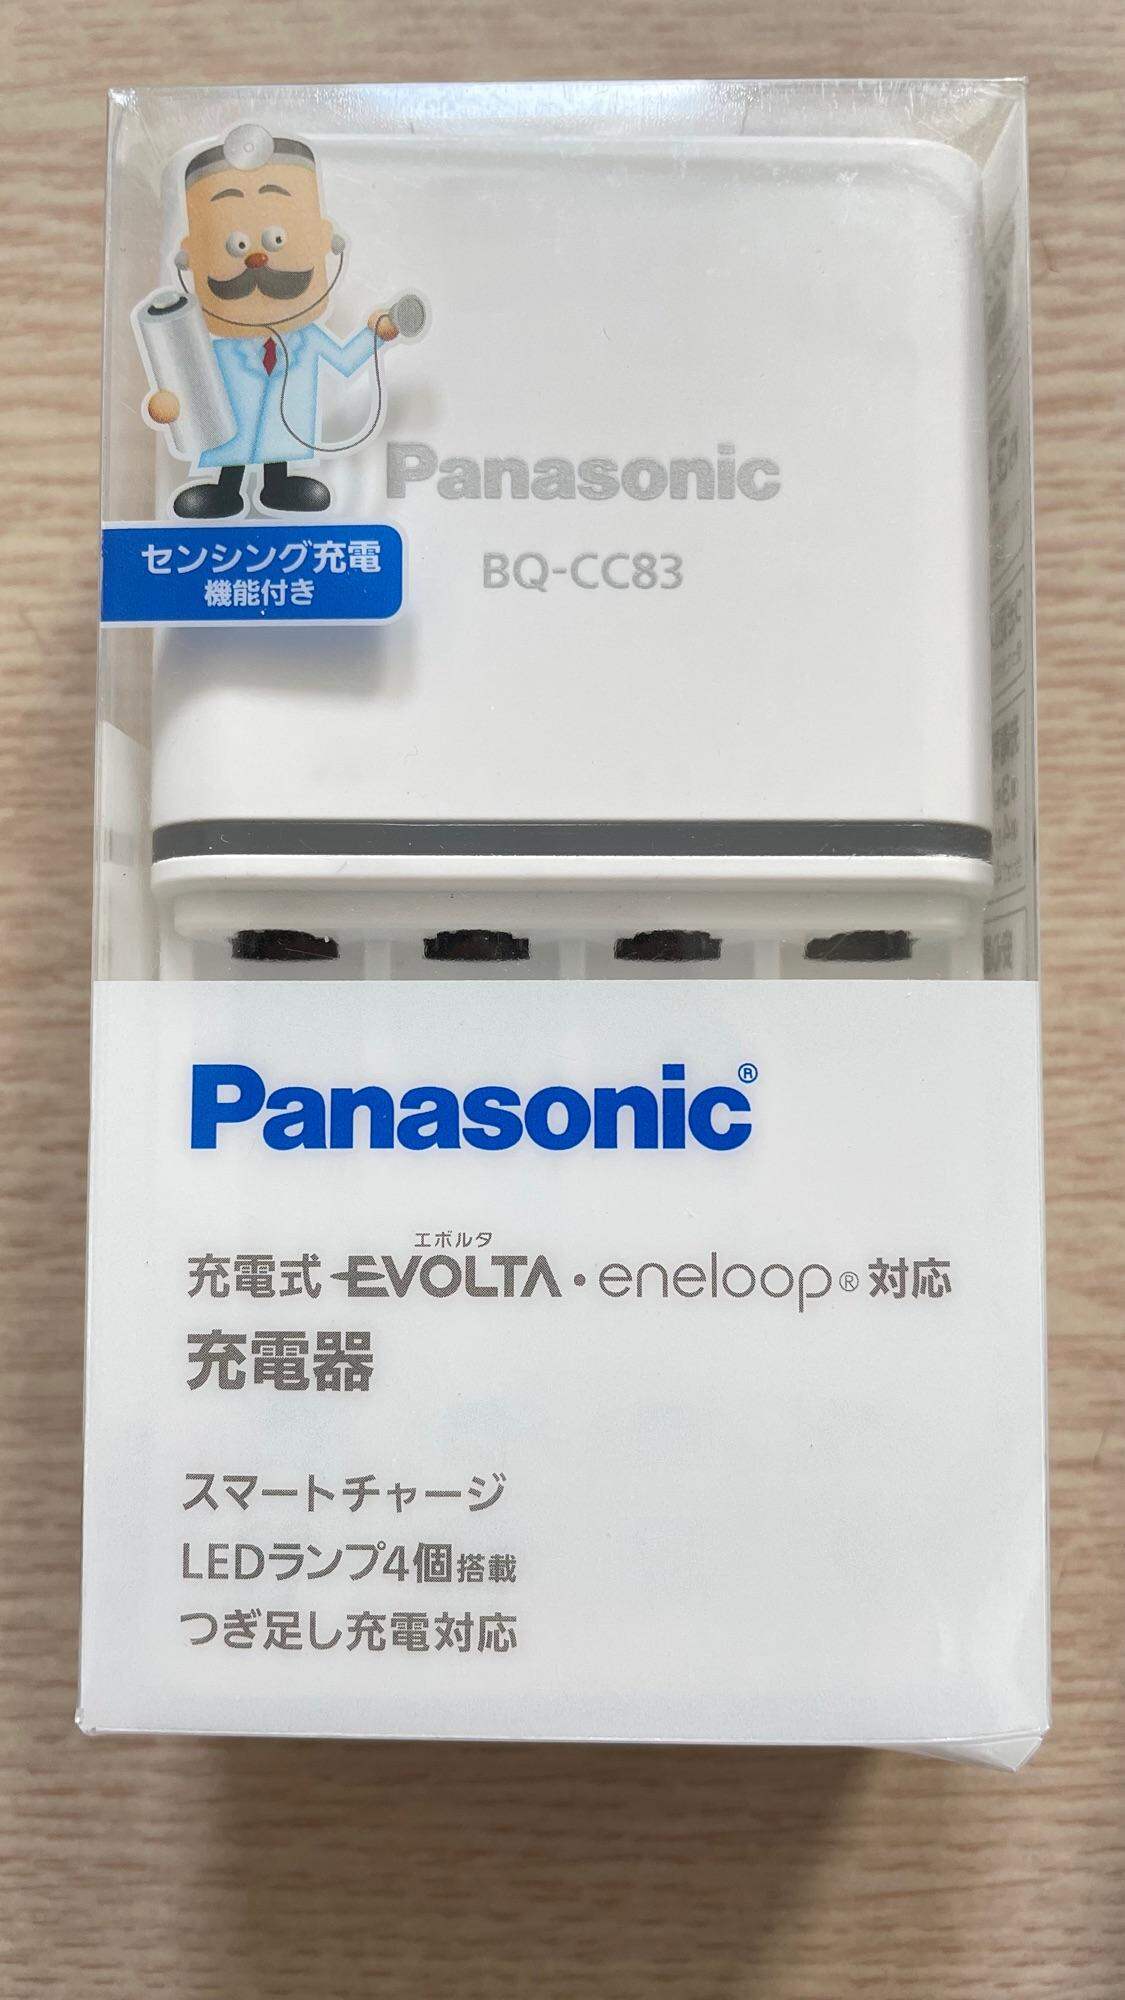 Panasonic
BQ-CC83
センシング充電
機能付き
Panasonic®
エボルタ
充電式 EVOLTA・eneloop® 対応
充電器
スマートチャージ
LEDランプ4個搭載
つぎ足し充電対応